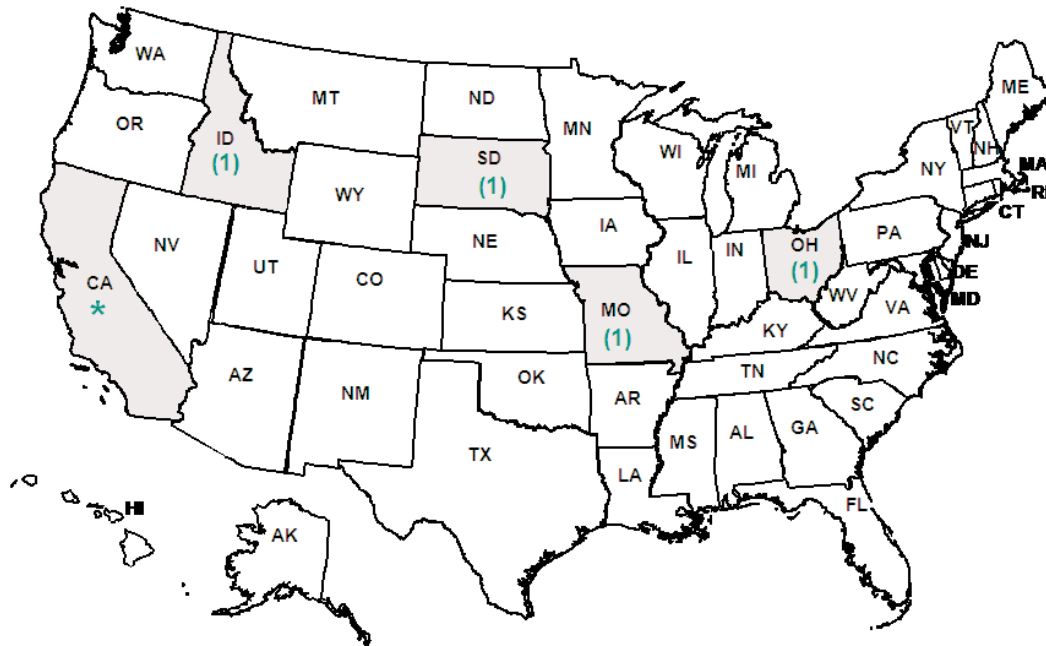 WA
MT
ND
MN
ME
OR
ID
(1)
SD
(1)
WI
MI
VT
NH
NY
MA
RI
CT
WY
IA
NE
PA
NJ
NV
UT
CO
IL
IN
OH
(1)
DE
MD
CA
*
KS
MO
(1)
WV
VA
KY
AZ
NM
OK
AR
TN
NC
SC
TX
MS
AL
GA
LA
FL
HI
AK